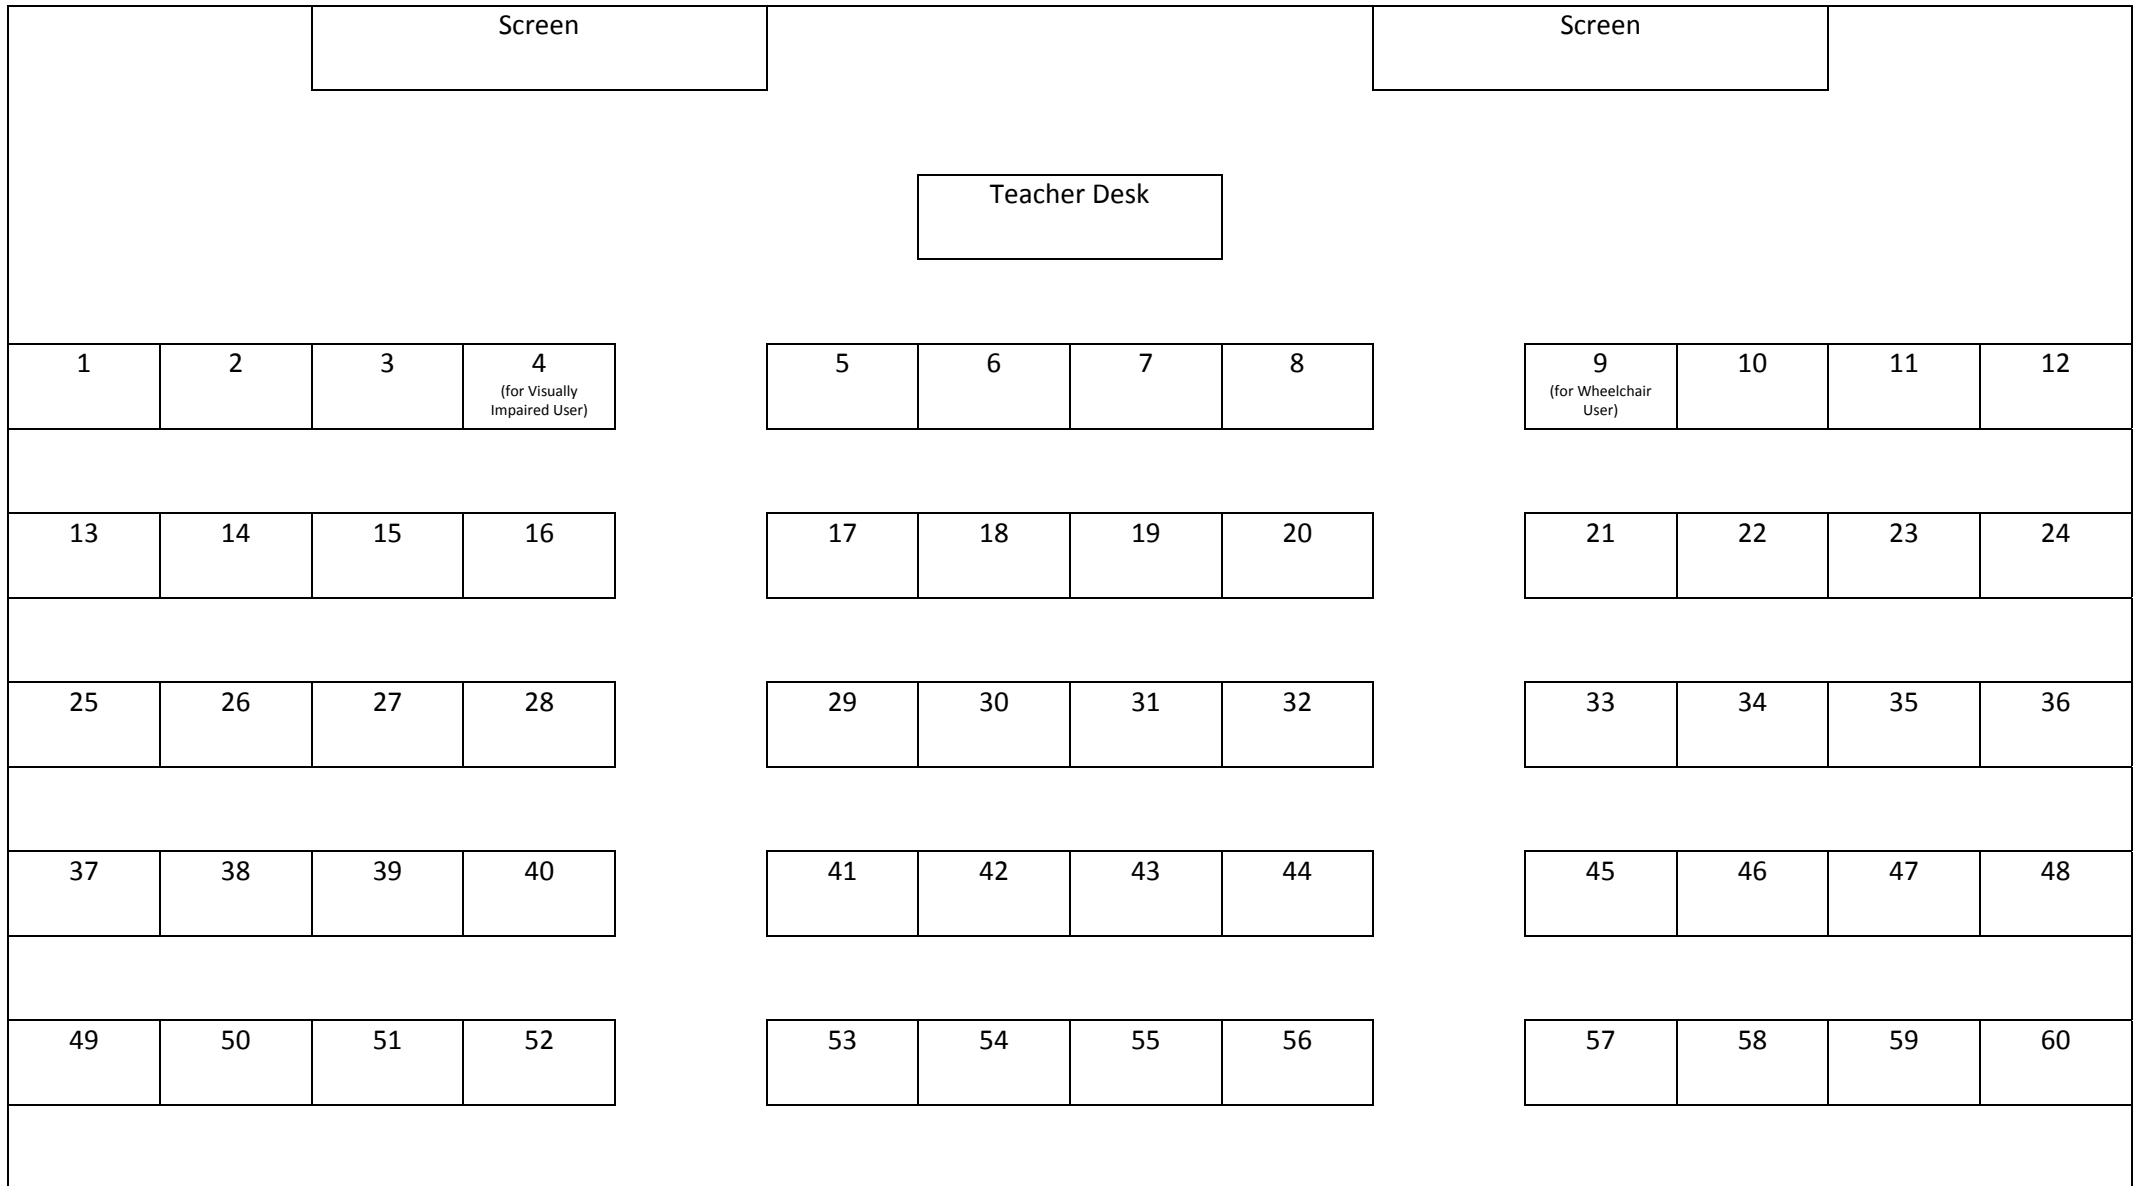 Screen Screen
Teacher Desk
1 2 3 4 5 6 7 8 9 10 11 12
(for Visually (for Wheelchair
Impaired User) User)
13 14 15 16 17 18 19 20 21 22 23 24
25 26 27 28 29 30 31 32 33 34 35 36
37 38 39 40 41 42 43 44 45 46 47 48
49 50 51 52 53 54 55 56 57 58 59 60